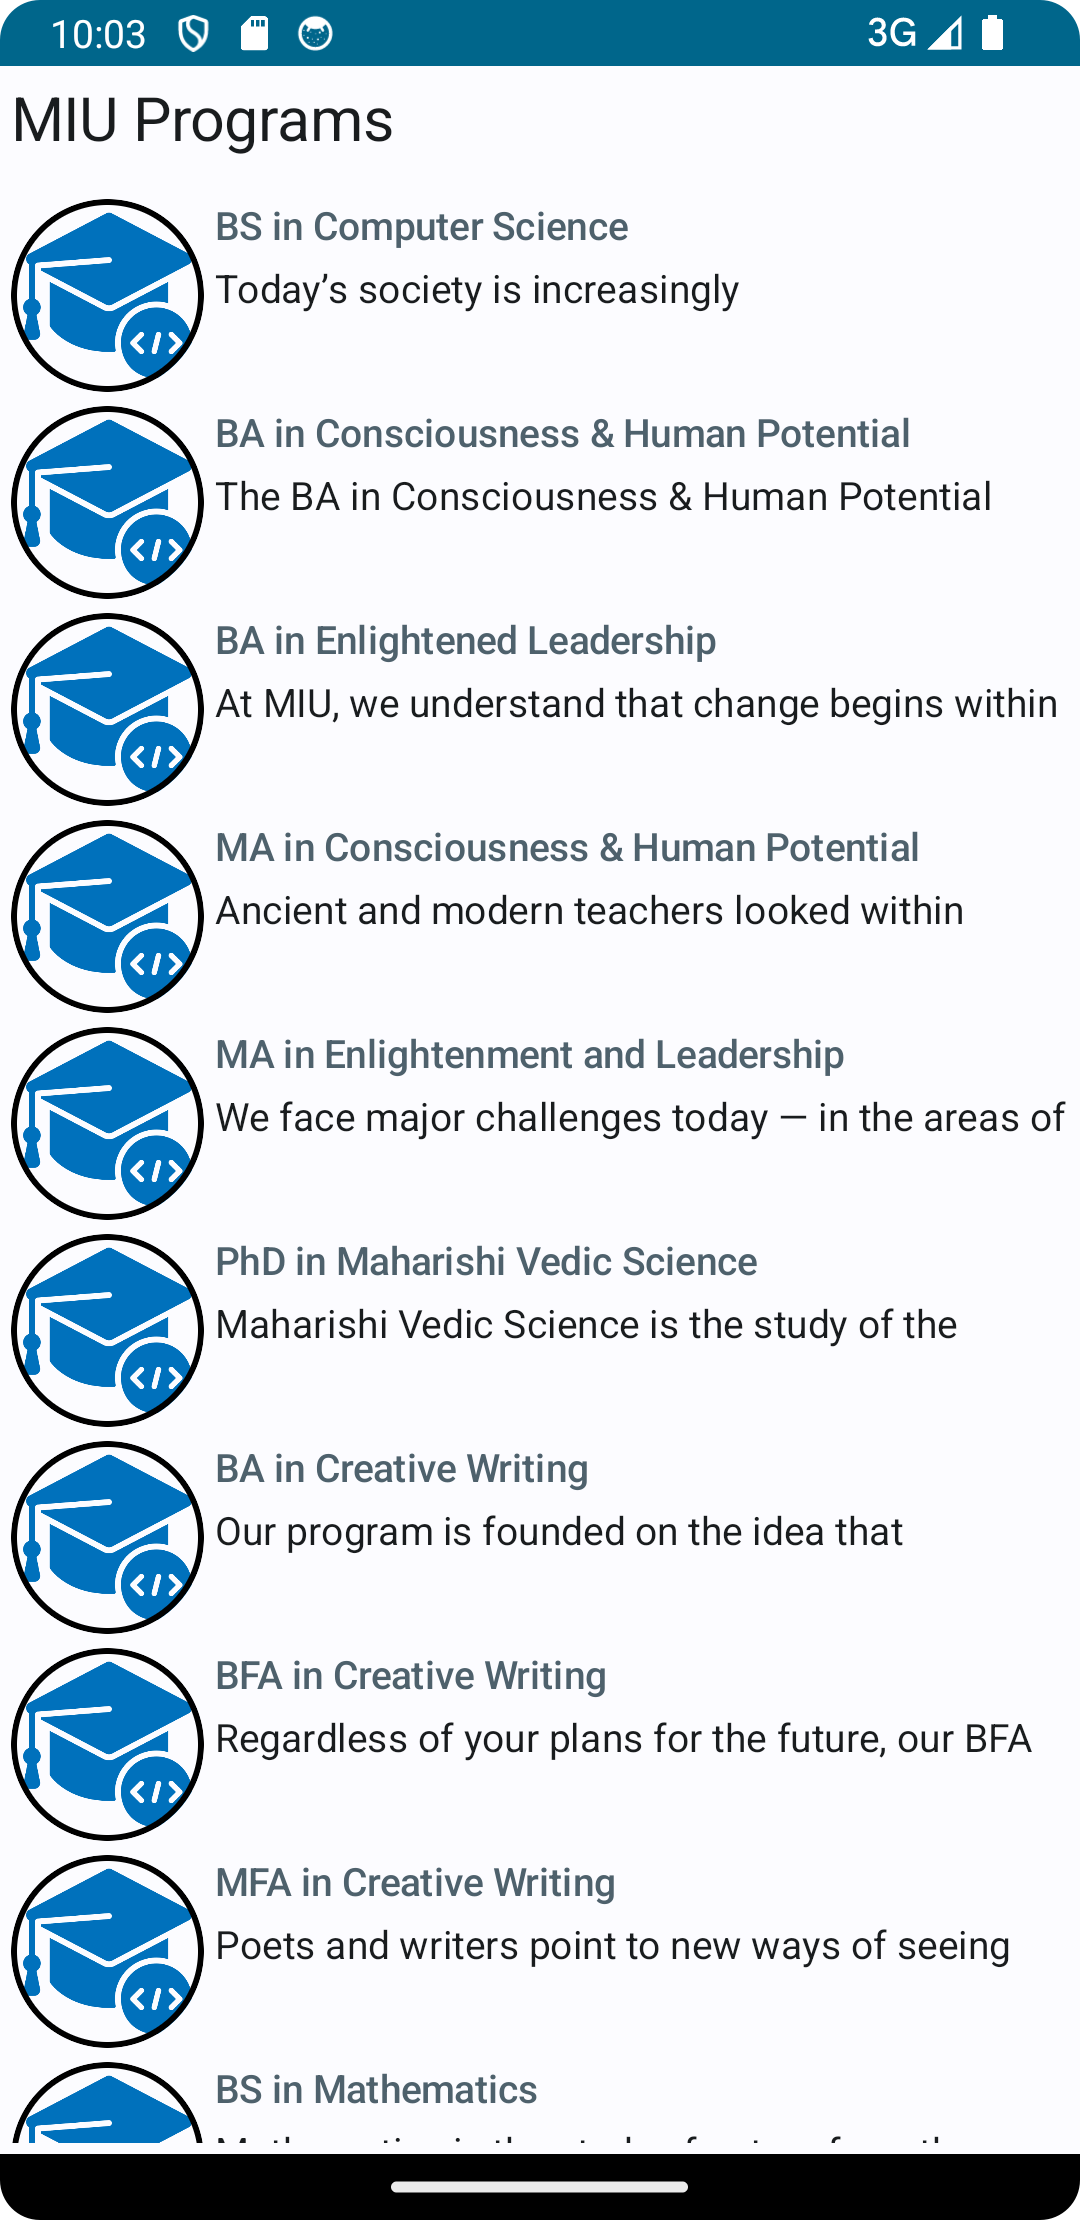 10:03
3G
MIU Programs
BS in Computer Science
Today’s society is increasingly
BA in Consciousness & Human Potential
The BA in Consciousness & Human Potential
BA in Enlightened Leadership
At MIU, we understand that change begins within
MA in Consciousness & Human Potential
Ancient and modern teachers looked within
MA in Enlightenment and Leadership
We face major challenges today — in the areas of
PhD in Maharishi Vedic Science
Maharishi Vedic Science is the study of the
BA in Creative Writing
Our program is founded on the idea that
BFA in Creative Writing
Regardless of your plans for the future, our BFA
MFA in Creative Writing
Poets and writers point to new ways of seeing
BS in Mathematics